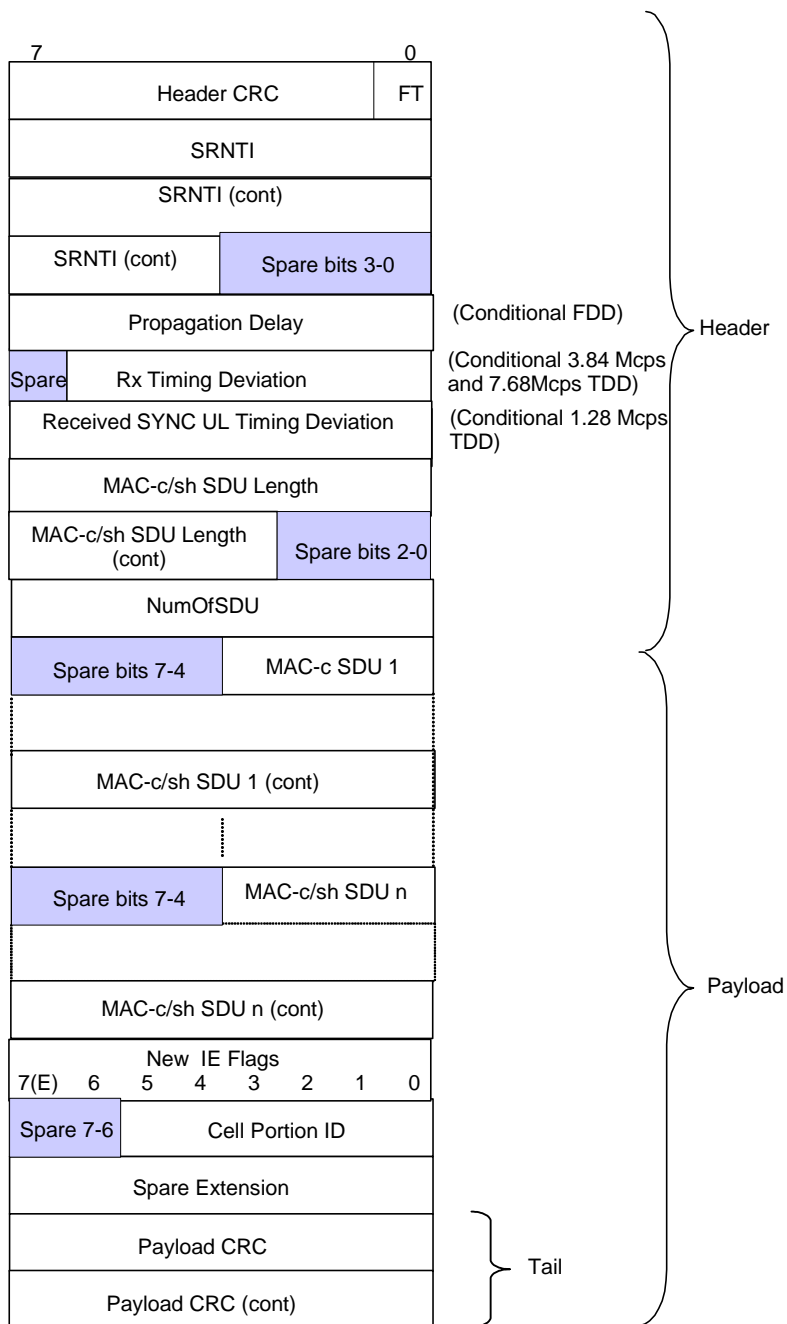 7 0
Header CRC FT
SRNTI
SRNTI (cont)
SRNTI (cont) Spare bits 3-0
Propagation Delay (Conditional FDD)
Header
Spare Rx Timing Deviation (Conditional 3.84 Mcps
and 7.68Mcps TDD)
Received SYNC UL Timing Deviation (Conditional 1.28 Mcps
TDD)
MAC-c/sh SDU Length
MAC-c/sh SDU Length
(cont) Spare bits 2-0
NumOfSDU
Spare bits 7-4 MAC-c SDU 1
MAC-c/sh SDU 1 (cont)
Spare bits 7-4 MAC-c/sh SDU n
Payload
MAC-c/sh SDU n (cont)
New IE Flags
7(E) 6 5 4 3 2 1 0
Spare 7-6 Cell Portion ID
Spare Extension
Payload CRC
Tail
Payload CRC (cont)